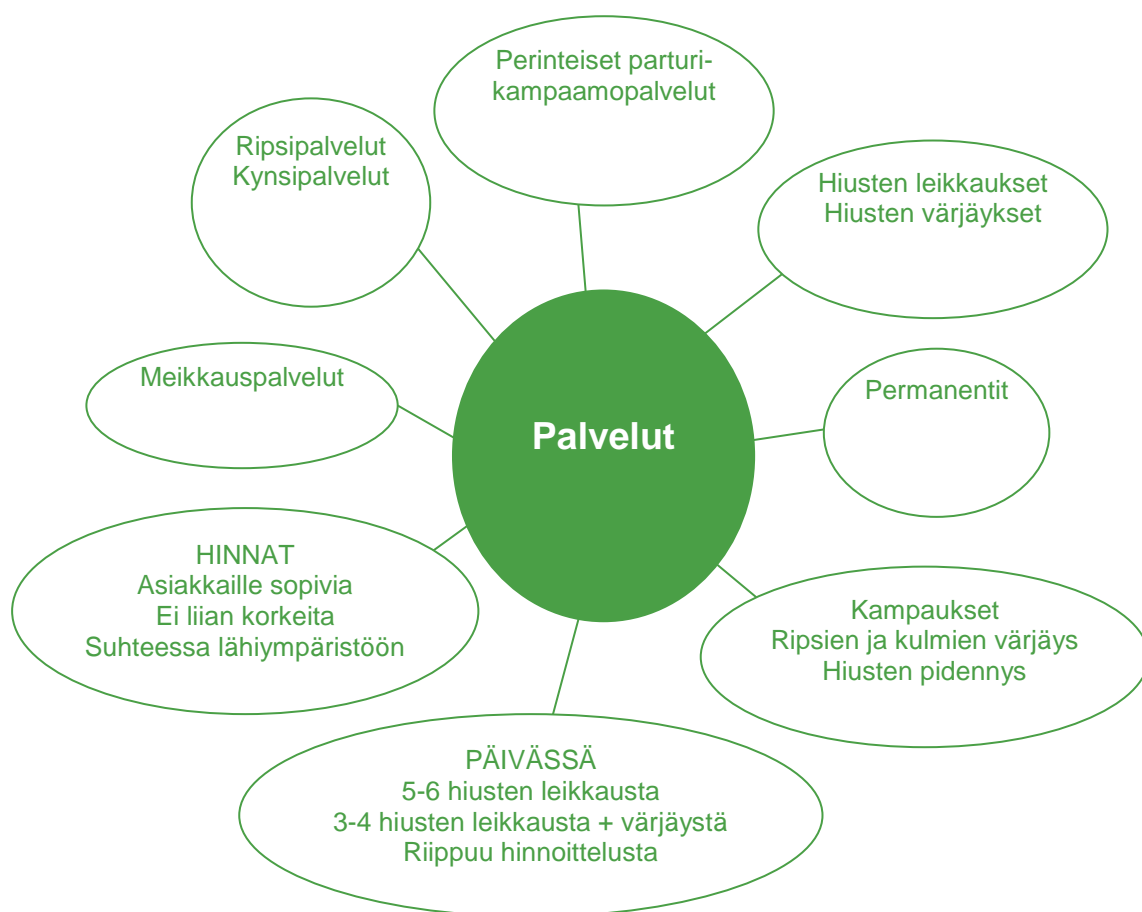 Perinteiset parturi-
kampaamopalvelut
Ripsipalvelut
Kynsipalvelut
Hiusten leikkaukset
Hiusten värjäykset
Meikkauspalvelut
Permanentit
Palvelut
HINNAT
Asiakkaille sopivia
Ei liian korkeita
Suhteessa lähiympäristöön
Kampaukset
Ripsien ja kulmien värjäys
Hiusten pidennys
PÄIVÄSSÄ
5-6 hiusten leikkausta
3-4 hiusten leikkausta + värjäystä
Riippuu hinnoittelusta